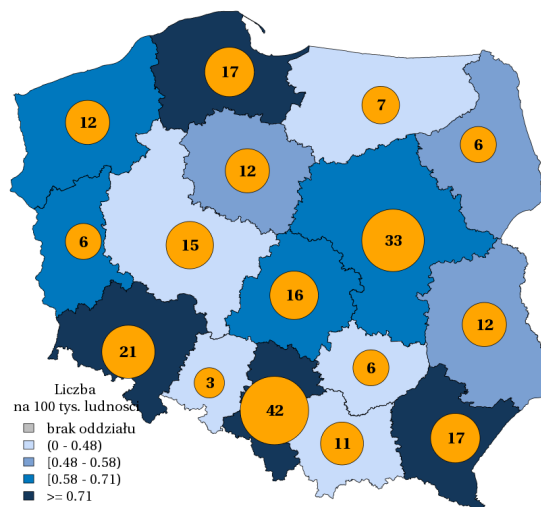 17
7
12
6
12
6
15
33
16
12
21
6
3
42
11
17
Liczba
na 100 tys. ludności
brak oddziału
(0 - 0.48)
[0.48 - 0.58)
[0.58 - 0.71)
>= 0.71